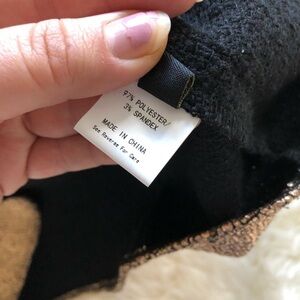 97% POLYESTER/
3% SPANDEX
MADE IN CHINA
See Reverse For Care